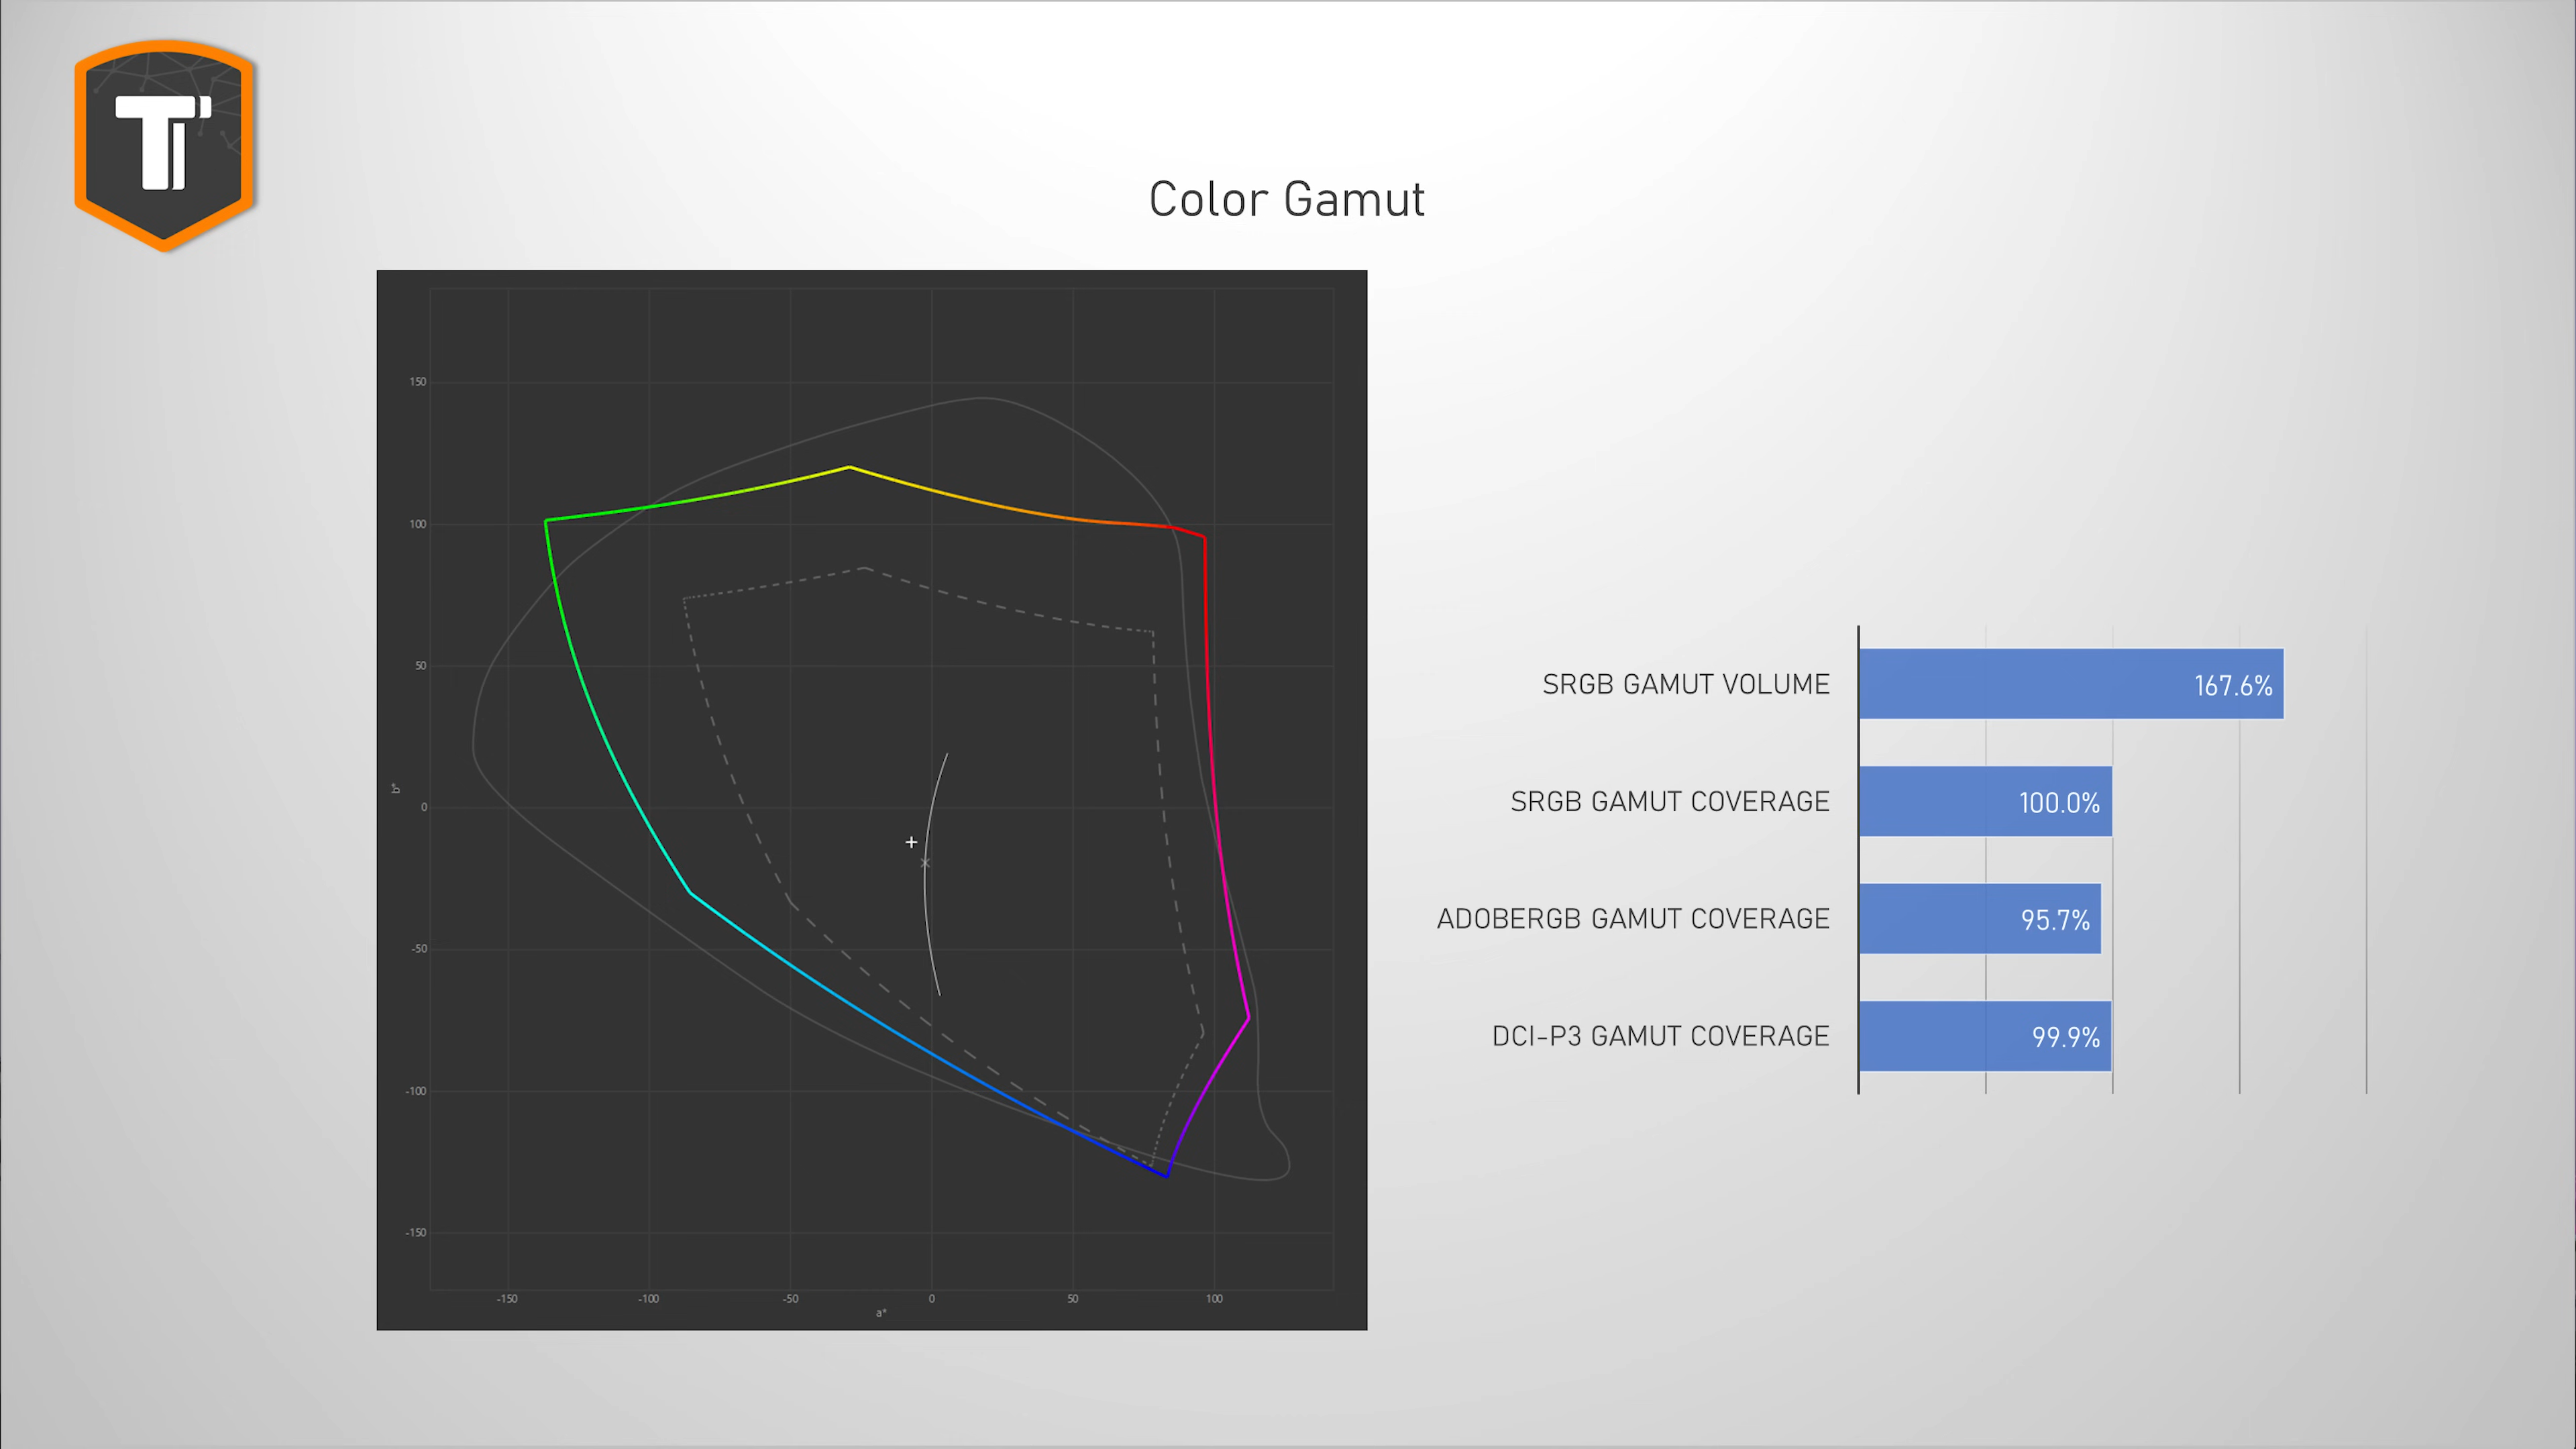 T
Color Gamut
150
100
50
0
-50
-100
-150
b*
-150 -100 -50 0 50 100
a*
SRGB GAMUT VOLUME 167.6%
SRGB GAMUT COVERAGE 100.0%
ADOBERGB GAMUT COVERAGE 95.7%
DCI-P3 GAMUT COVERAGE 99.9%